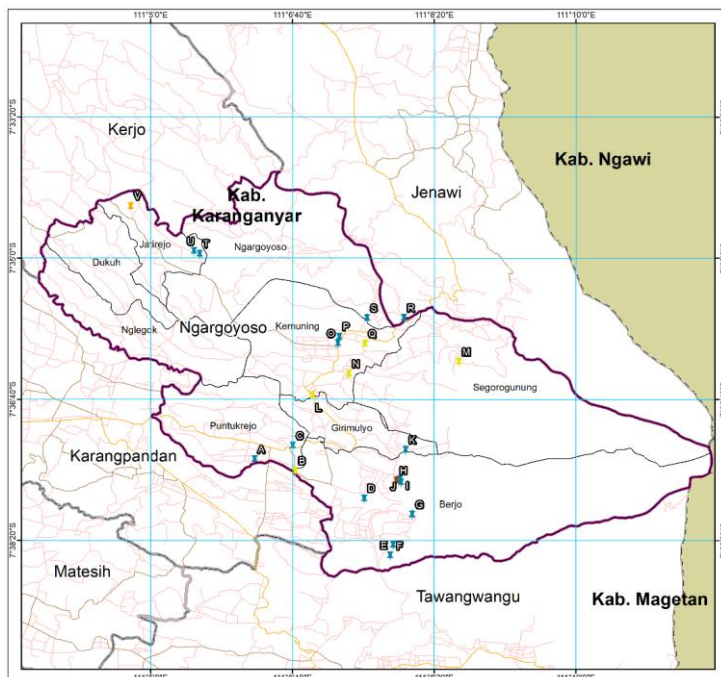 111°5'0"E 111°6'40"E 111°8'20"E 111°10'0"E
7°33'20"S
Kerjo
Kab. Ngawi
Jenawi
Kab.
Karanganyar
V
U T
Jatirejo
Ngargoyoso
7°35'0"S
Dukuh
S R
Ngargoyoso
Kemuning
O P Q
Nglegok
M
N
Segorogunung
7°36'40"S
L
Puntukrejo
Girimulyo
C
K
Karangpandan
A B
H
J I
D
G
Berjo
7°38'20"S
E F
Matesih
Tawangwangu
Kab. Magetan